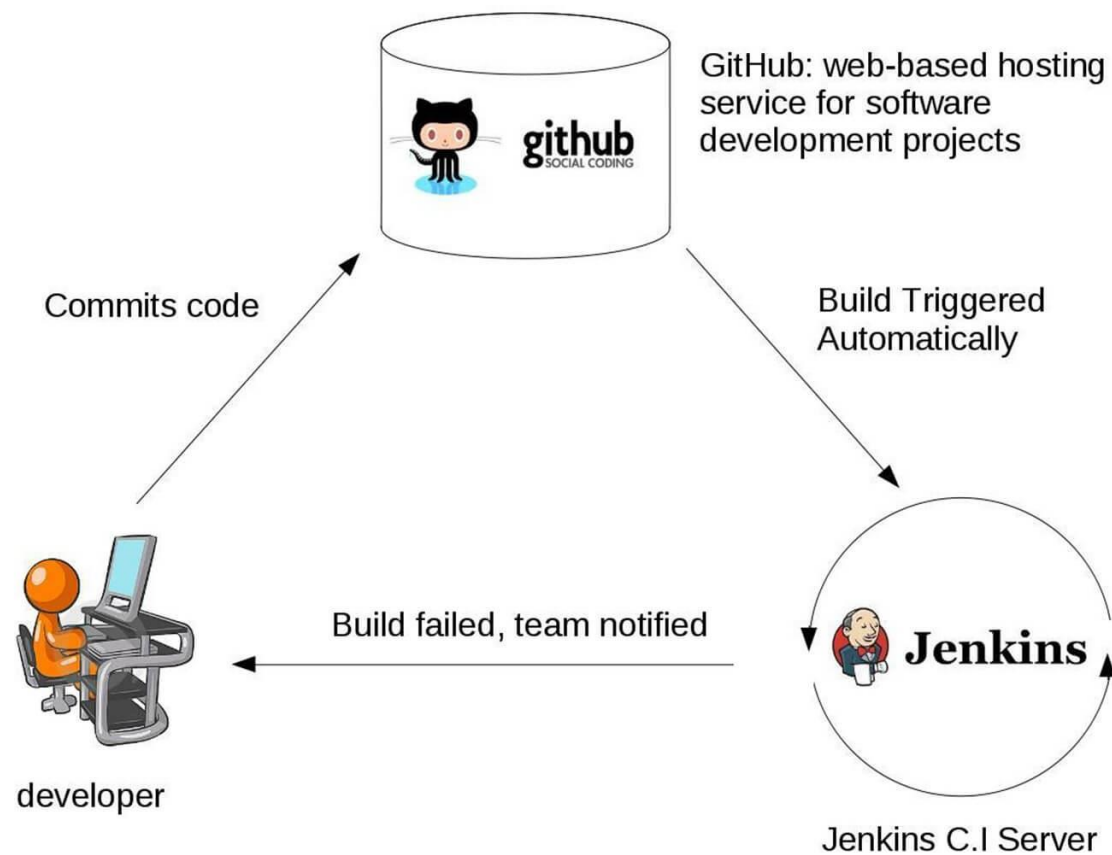 GitHub: web-based hosting
service for software
development projects
github
SOCIAL CODING
Commits code
Build Triggered
Automatically
Build failed, team notified
Jenkins
developer
Jenkins C.I Server